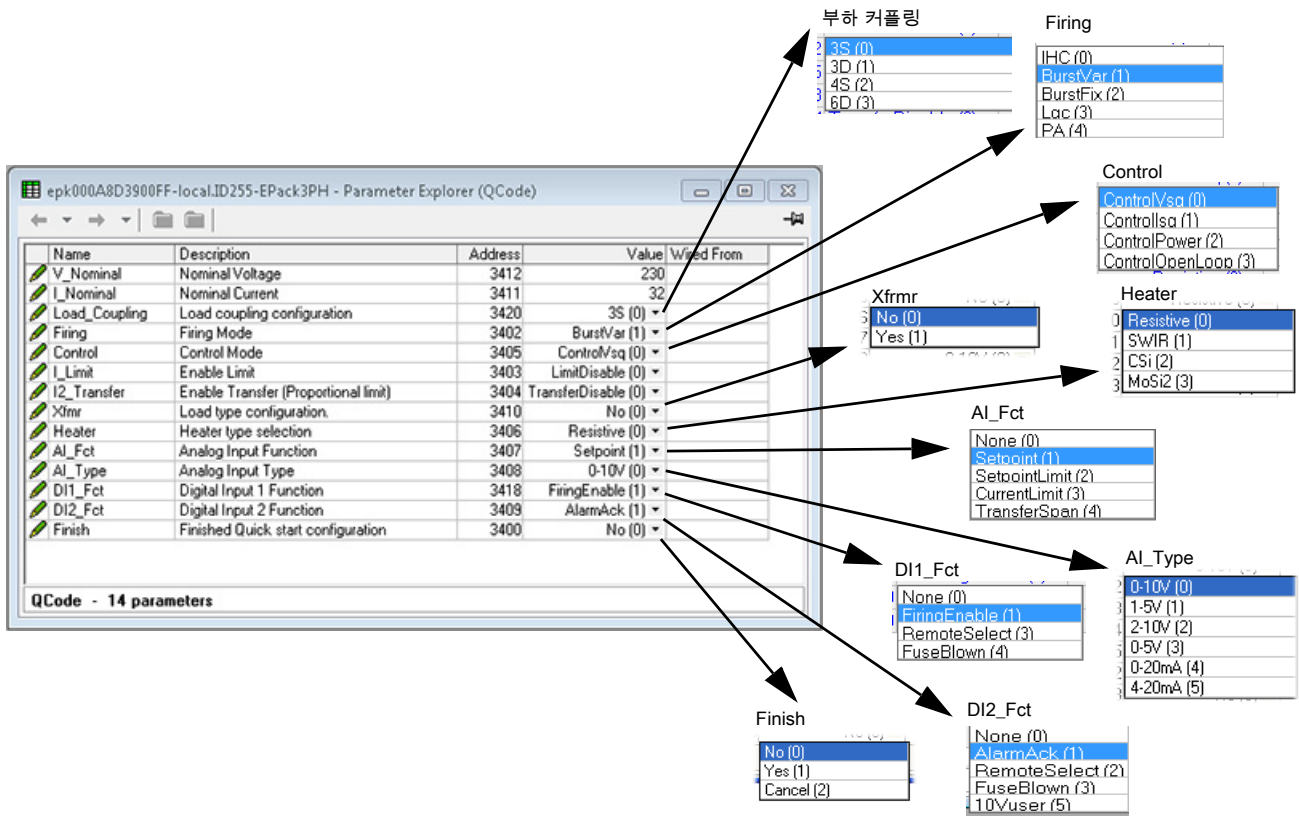 부하 커플링
3S (0)
3D (1)
4S (2)
6D (3)
Firing
IHC (0)
BurstVar (1)
BurstFix (2)
Lgc (3)
PA (4)
epk000A8D3900FF-local.ID255-EPack3PH - Parameter Explorer (QCode)
Name Description Address Value Wired From
V_Nominal Nominal Voltage 3412 230
I_Nominal Nominal Current 3411 32
Load_Coupling Load coupling configuration 3420 3S (0)
Firing Firing Mode 3402 BurstVar (1)
Control Control Mode 3405 ControlVsq (0)
I_Limit Enable Limit 3403 LimitDisable (0)
I2_Transfer Enable Transfer (Proportional limit) 3404 TransferDisable (0)
Xfmr Load type configuration. 3410 No (0)
Heater Heater type selection 3406 Resistive (0)
AI_Fct Analog Input Function 3407 Setpoint (1)
AI_Type Analog Input Type 3408 0-10V (0)
DI1_Fct Digital Input 1 Function 3418 FiringEnable (1)
DI2_Fct Digital Input 2 Function 3409 AlarmAck (1)
Finish Finished Quick start configuration 3400 No (0)
QCode - 14 parameters
Control
ControlVsq (0)
ControlIsq (1)
ControlPower (2)
ControlOpenLoop (3)
Xfrmr
No (0)
Yes (1)
Heater
Resistive (0)
SWIR (1)
CSi (2)
MoSi2 (3)
AI_Fct
None (0)
Setpoint (1)
SetpointLimit (2)
CurrentLimit (3)
TransferSpan (4)
AI_Type
0-10V (0)
1-5V (1)
2-10V (2)
0-5V (3)
0-20mA (4)
4-20mA (5)
DI1_Fct
None (0)
FiringEnable (1)
RemoteSelect (3)
FuseBlown (4)
Finish
No (0)
Yes (1)
Cancel (2)
DI2_Fct
None (0)
AlarmAck (1)
RemoteSelect (2)
FuseBlown (3)
10Vuser (5)